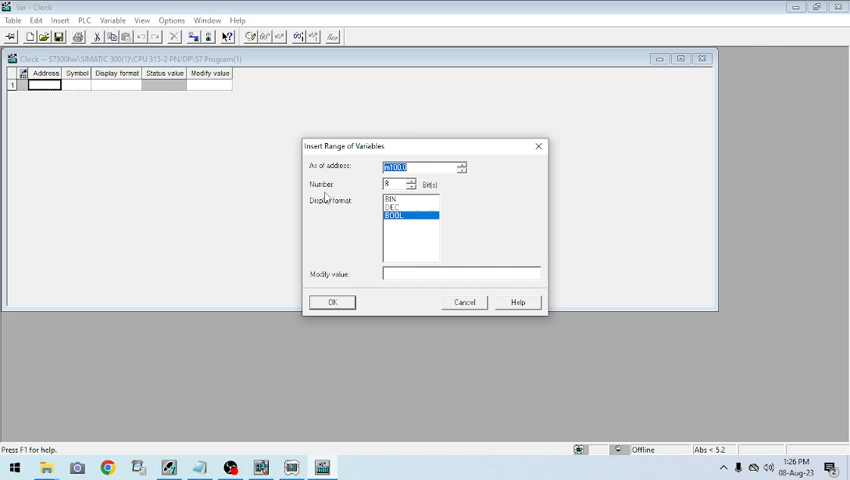 Var - Clock
Table Edit Insert PLC Variable View Options Window Help
Clock -- S7300hw\SIMATIC 300(1)\CPU 315-2 PN/DP\S7 Program(1)
Address Symbol Display format Status value Modify value
1
Insert Range of Variables
As of address: m100.0
Number: 8 Bit(s)
Display format: BIN
DEC
BOOL
Modify value:
OK Cancel Help
Press F1 for help. Offline Abs < 5.2
1:26 PM
08-Aug-23
2